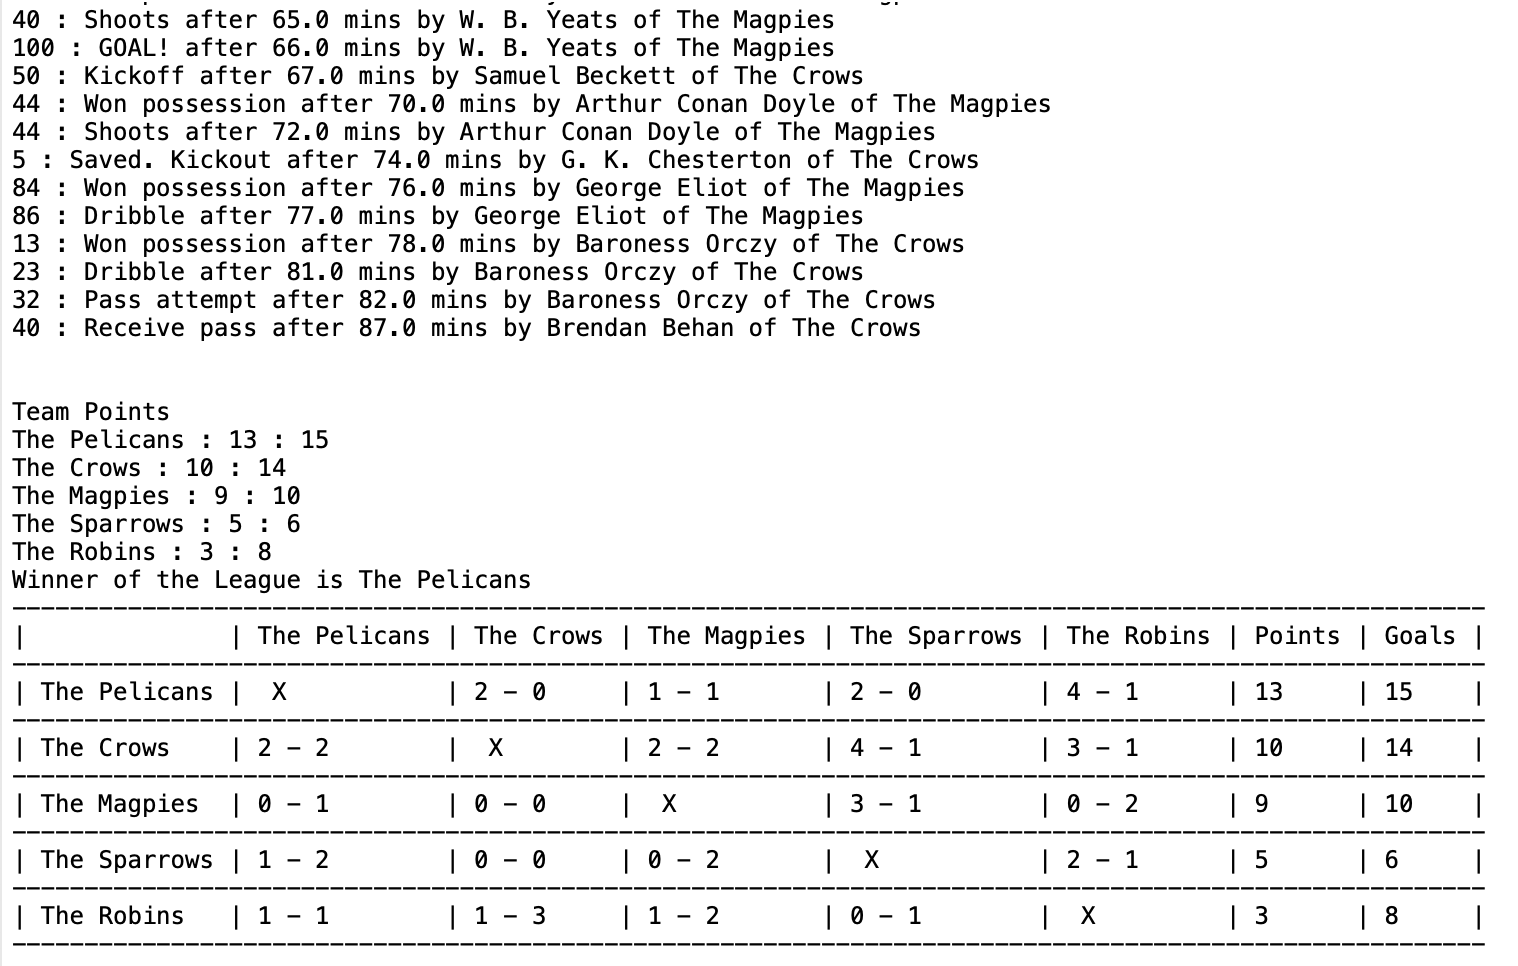 40 : Shoots after 65.0 mins by W. B. Yeats of The Magpies
100 : GOAL! after 66.0 mins by W. B. Yeats of The Magpies
50 : Kickoff after 67.0 mins by Samuel Beckett of The Crows
44 : Won possession after 70.0 mins by Arthur Conan Doyle of The Magpies
44 : Shoots after 72.0 mins by Arthur Conan Doyle of The Magpies
5 : Saved. Kickout after 74.0 mins by G. K. Chesterton of The Crows
84 : Won possession after 76.0 mins by George Eliot of The Magpies
86 : Dribble after 77.0 mins by George Eliot of The Magpies
13 : Won possession after 78.0 mins by Baroness Orczy of The Crows
23 : Dribble after 81.0 mins by Baroness Orczy of The Crows
32 : Pass attempt after 82.0 mins by Baroness Orczy of The Crows
40 : Receive pass after 87.0 mins by Brendan Behan of The Crows
Team Points
The Pelicans : 13 : 15
The Crows : 10 : 14
The Magpies : 9 : 10
The Sparrows : 5 : 6
The Robins : 3 : 8
Winner of the League is The Pelicans
| | The Pelicans | The Crows | The Magpies | The Sparrows | The Robins | Points | Goals |
| The Pelicans | X | 2 - 0 | 1 - 1 | 2 - 0 | 4 - 1 | 13 | 15 |
| The Crows | 2 - 2 | X | 2 - 2 | 4 - 1 | 3 - 1 | 10 | 14 |
| The Magpies | 0 - 1 | 0 - 0 | X | 3 - 1 | 0 - 2 | 9 | 10 |
| The Sparrows | 1 - 2 | 0 - 0 | 0 - 2 | X | 2 - 1 | 5 | 6 |
| The Robins | 1 - 1 | 1 - 3 | 1 - 2 | 0 - 1 | X | 3 | 8 |